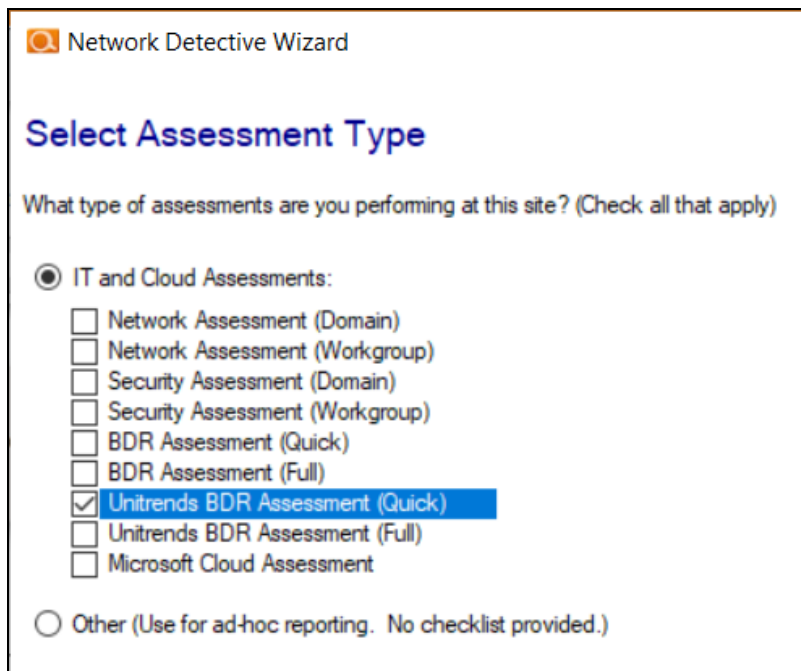 Network Detective Wizard
Select Assessment Type
What type of assessments are you performing at this site? (Check all that apply)
IT and Cloud Assessments:
Network Assessment (Domain)
Network Assessment (Workgroup)
Security Assessment (Domain)
Security Assessment (Workgroup)
BDR Assessment (Quick)
BDR Assessment (Full)
Unitrends BDR Assessment (Quick)
Unitrends BDR Assessment (Full)
Microsoft Cloud Assessment
Other (Use for ad-hoc reporting.  No checklist provided.)